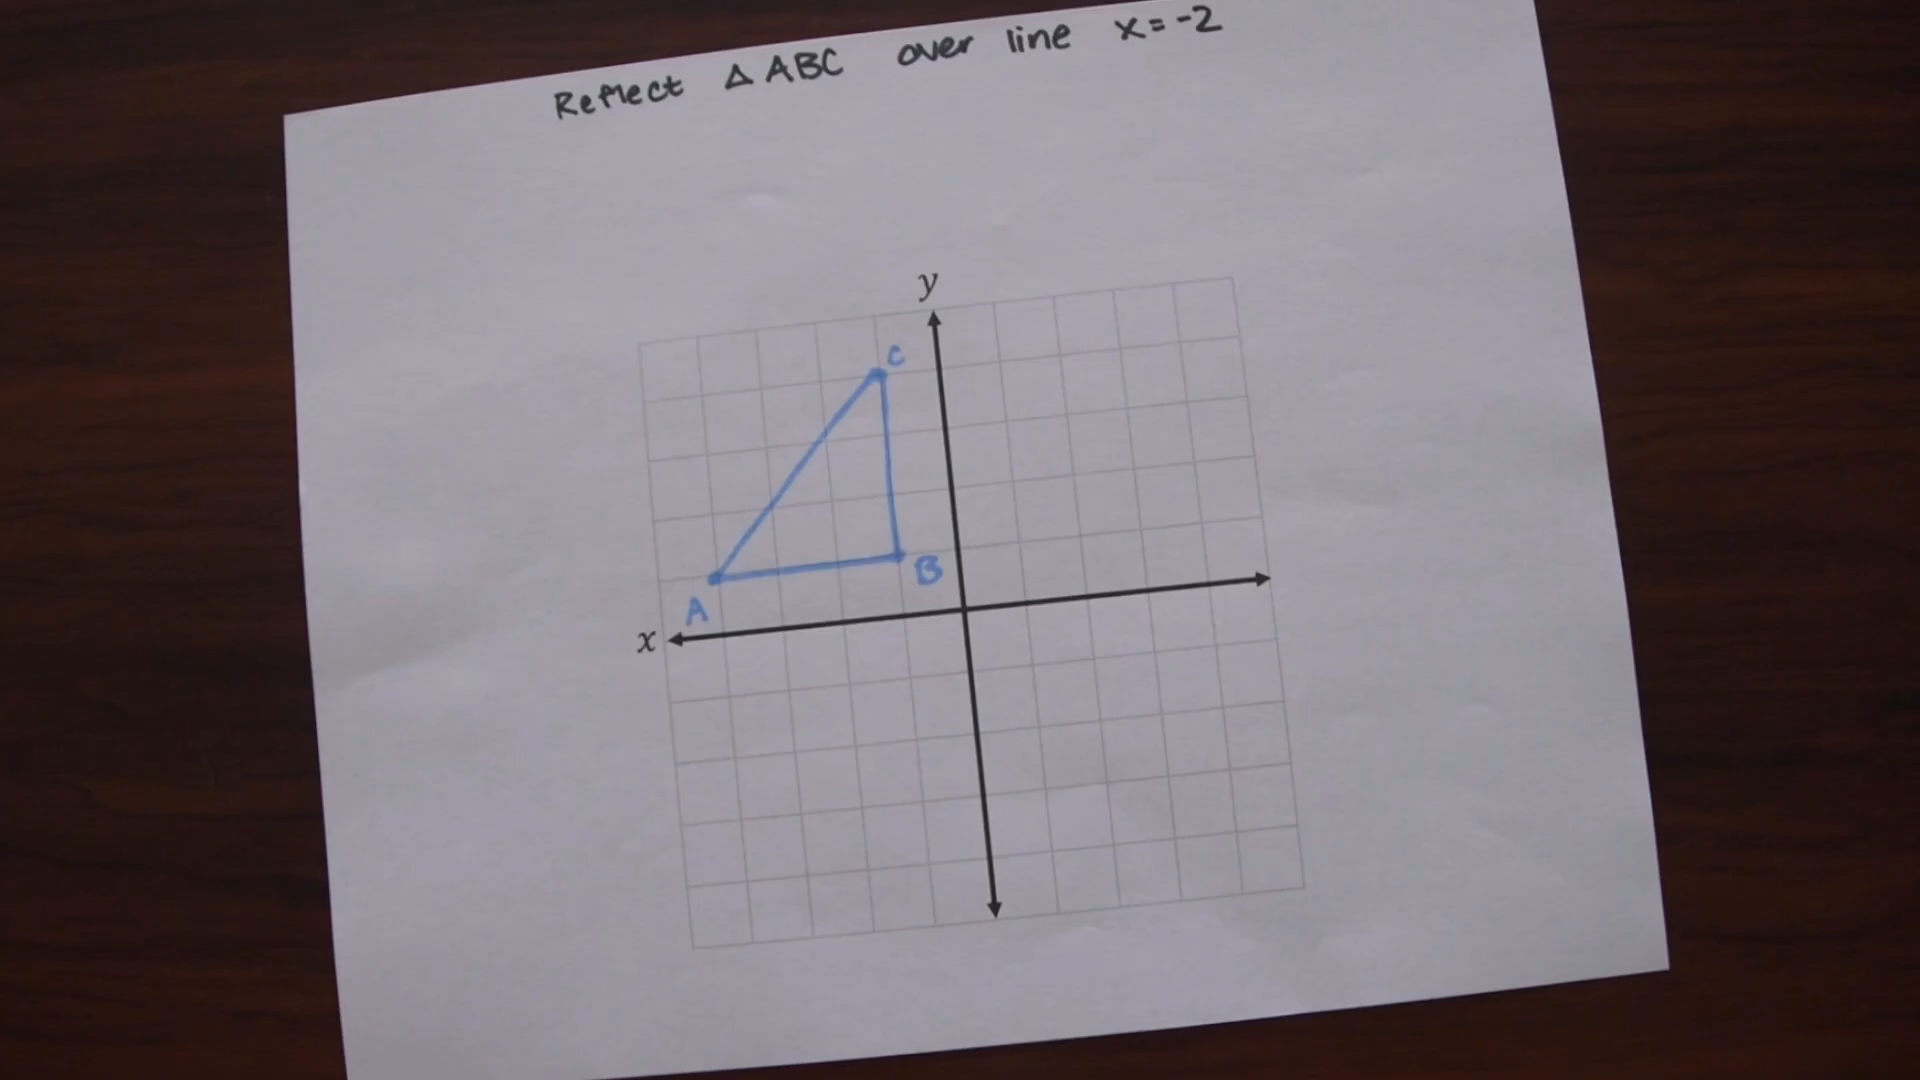 Reflect △ ABC over line x = -2
y
C
B
A
x